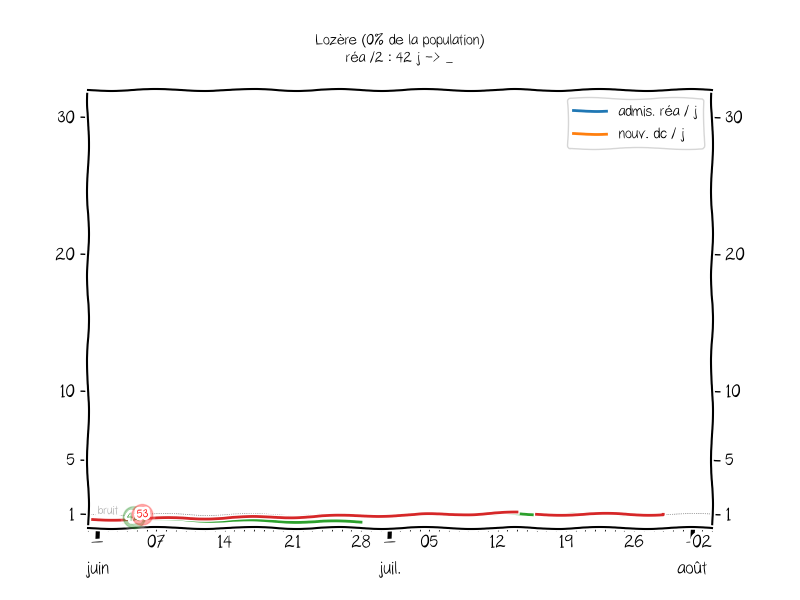 Lozère (0% de la population)
réa /2 : 42 j -> _
admis. réa / j
nouv. dc / j
30
20
10
5
1
30
20
10
5
1
bruit
53
07 14 21 28 05 12 19 26 02
juin juil. août